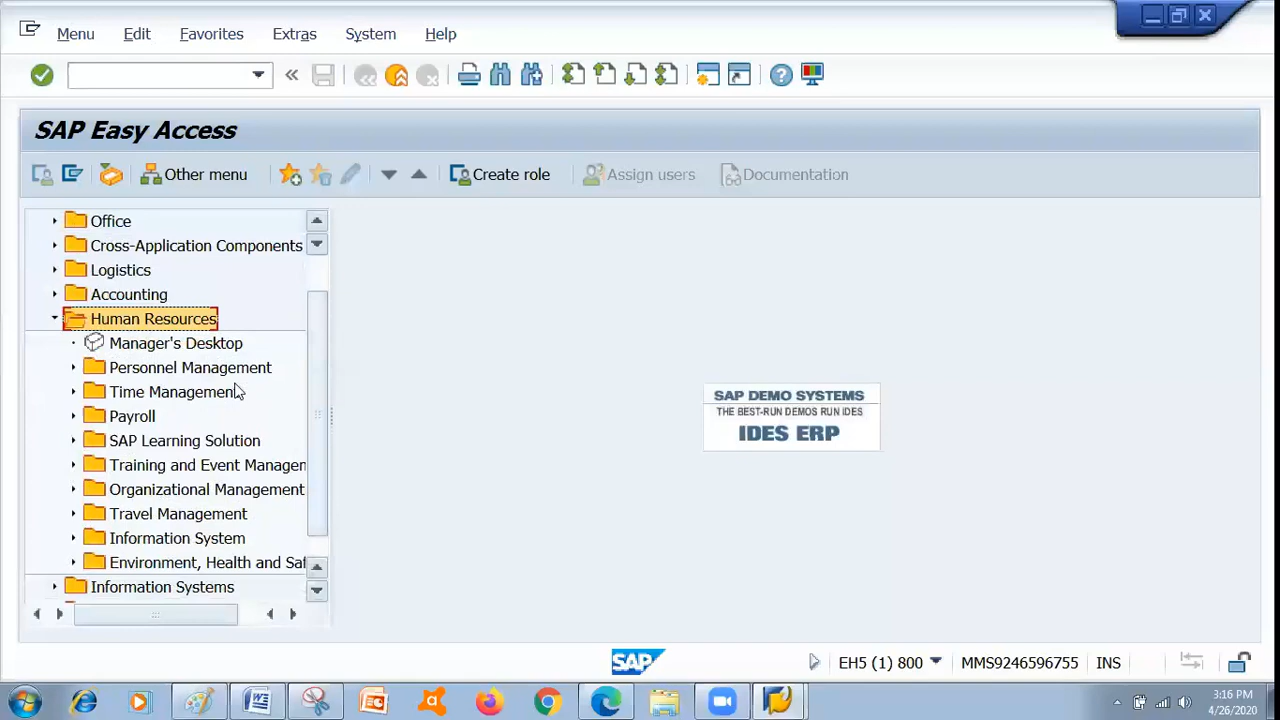 Menu Edit Favorites Extras System Help
SAP Easy Access
Other menu Create role Assign users Documentation
Office
Cross-Application Components
Logistics
Accounting
Human Resources
Manager's Desktop
Personnel Management
Time Management
Payroll
SAP Learning Solution
Training and Event Manager
Organizational Management
Travel Management
Information System
Environment, Health and Saf
Information Systems
SAP DEMO SYSTEMS
THE BEST-RUN DEMOS RUN IDES
IDES ERP
SAP
EH5 (1) 800 MMS9246596755 INS
3:16 PM
4/26/2020